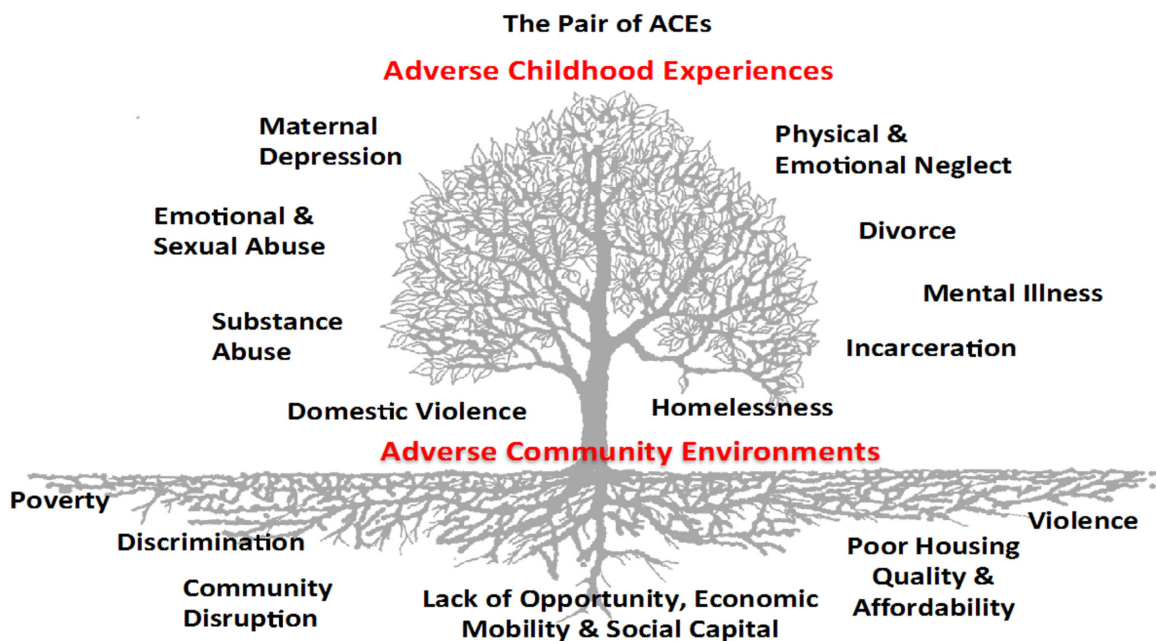 The Pair of ACEs
Adverse Childhood Experiences
Maternal
Depression
Physical &
Emotional Neglect
Emotional &
Sexual Abuse
Divorce
Mental Illness
Substance
Abuse
Incarceration
Domestic Violence
Homelessness
Adverse Community Environments
Poverty
Violence
Discrimination
Poor Housing
Quality &
Affordability
Community
Disruption
Lack of Opportunity, Economic
Mobility & Social Capital